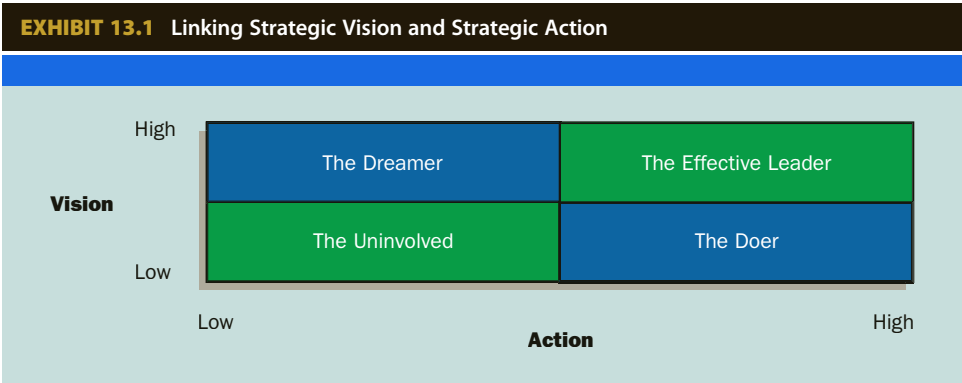 EXHIBIT 13.1 Linking Strategic Vision and Strategic Action
High
The Dreamer The Effective Leader
Vision
The Uninvolved The Doer
Low
Low High
Action